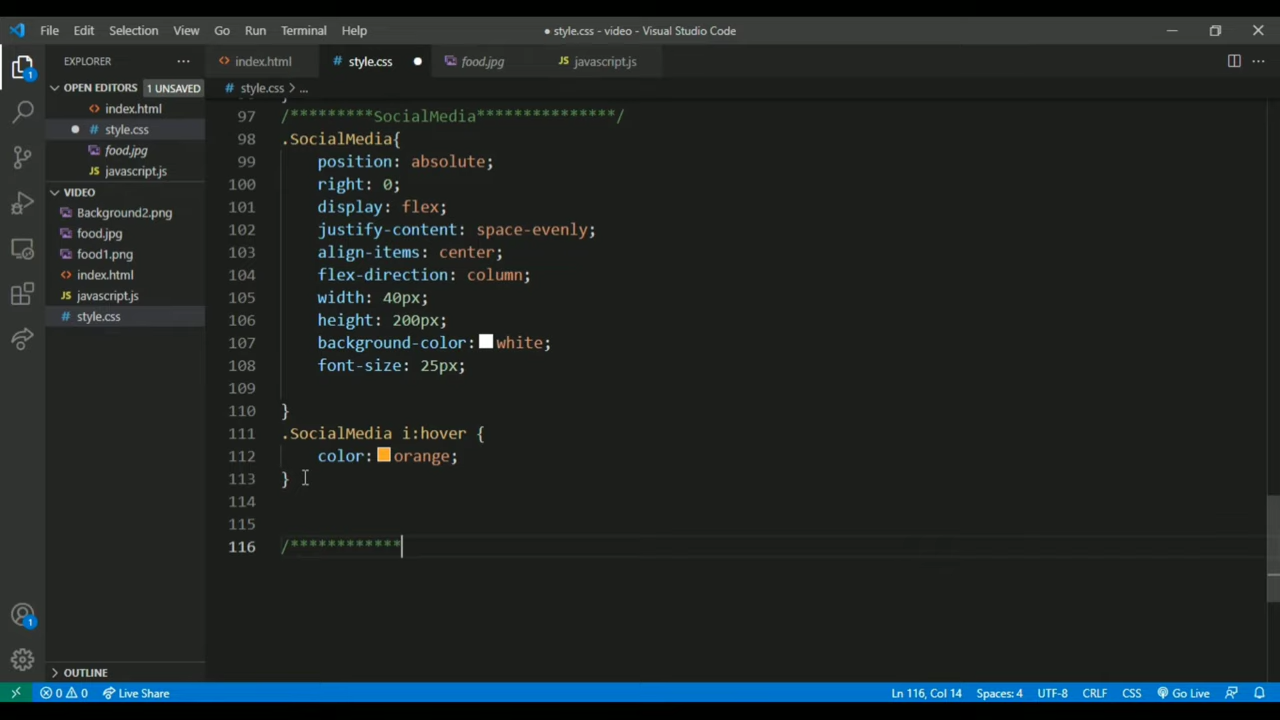 File Edit Selection View Go Run Terminal Help
● style.css - video - Visual Studio Code
EXPLORER ···
index.html
# style.css ●
food.jpg
JS javascript.js
OPEN EDITORS 1 UNSAVED
index.html
● # style.css
food.jpg
JS javascript.js
VIDEO
Background2.png
food.jpg
food1.png
index.html
JS javascript.js
# style.css
OUTLINE
# style.css > ...
97 /*********SocialMedia***************/
98 .SocialMedia{
99 position: absolute;
100 right: 0;
101 display: flex;
102 justify-content: space-evenly;
103 align-items: center;
104 flex-direction: column;
105 width: 40px;
106 height: 200px;
107 background-color: white;
108 font-size: 25px;
109
110 }
111 .SocialMedia i:hover {
112 color: orange;
113 }
114
115
116 /************
1
1
0 0 Live Share Ln 116, Col 14 Spaces: 4 UTF-8 CRLF CSS Go Live